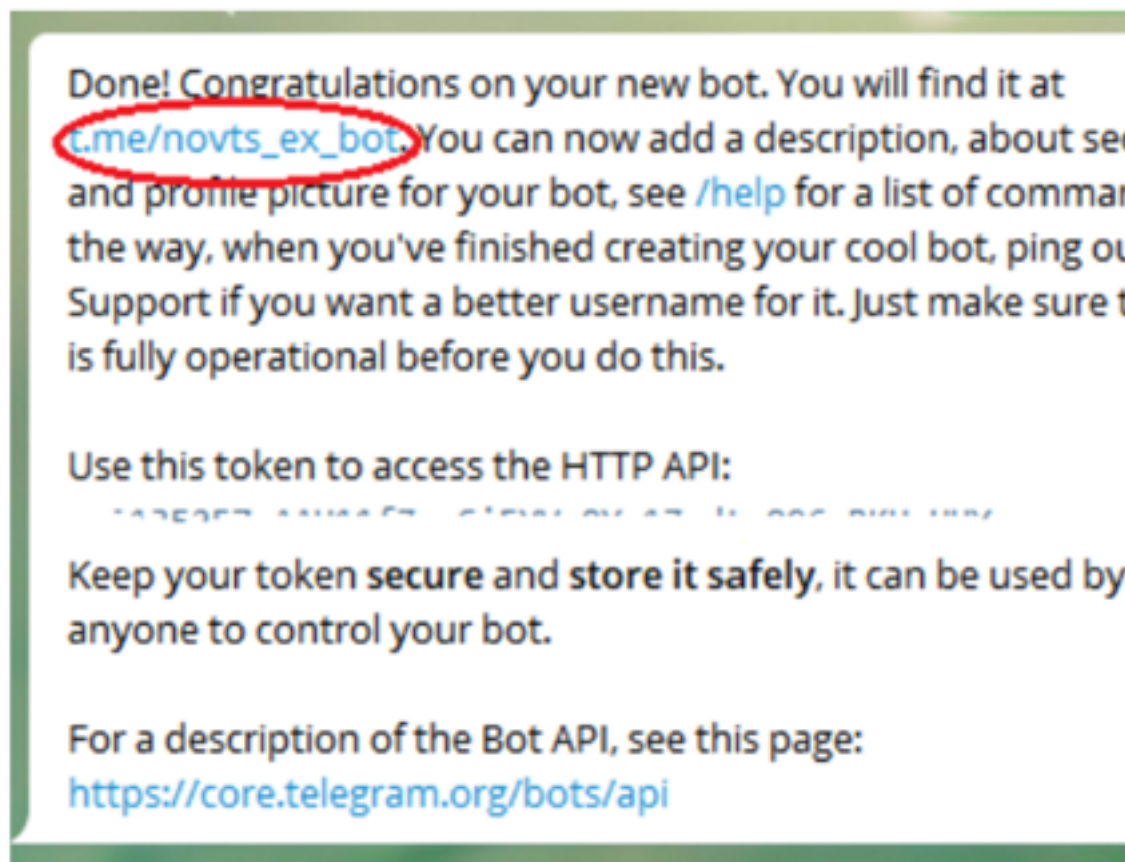 Done! Congratulations on your new bot. You will find it at
t.me/novts_ex_bot. You can now add a description, about
and profile picture for your bot, see /help for a list of
the way, when you've finished creating your cool bot, ping
Support if you want a better username for it. Just make sure
is fully operational before you do this.
Use this token to access the HTTP API:
Keep your token secure and store it safely, it can be used by
anyone to control your bot.
For a description of the Bot API, see this page:
https://core.telegram.org/bots/api